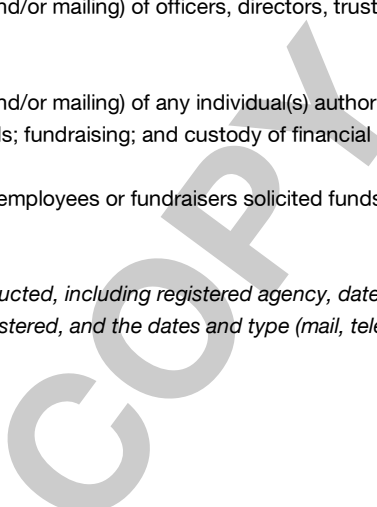 nd/or mailing) of officers, directors, trust
nd/or mailing) of any individual(s) author
ls; fundraising; and custody of financial
employees or fundraisers solicited funds
ucted, including registered agency, date
stered, and the dates and type (mail, tele
COPY